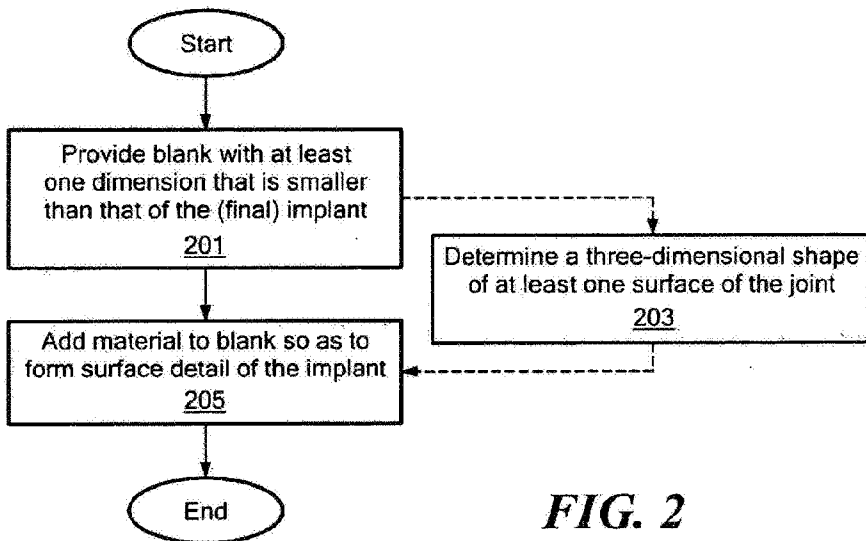 Start
Provide blank with at least
one dimension that is smaller
than that of the (final) implant
201
Determine a three-dimensional shape
of at least one surface of the joint
203
Add material to blank so as to
form surface detail of the implant
205
End
FIG. 2